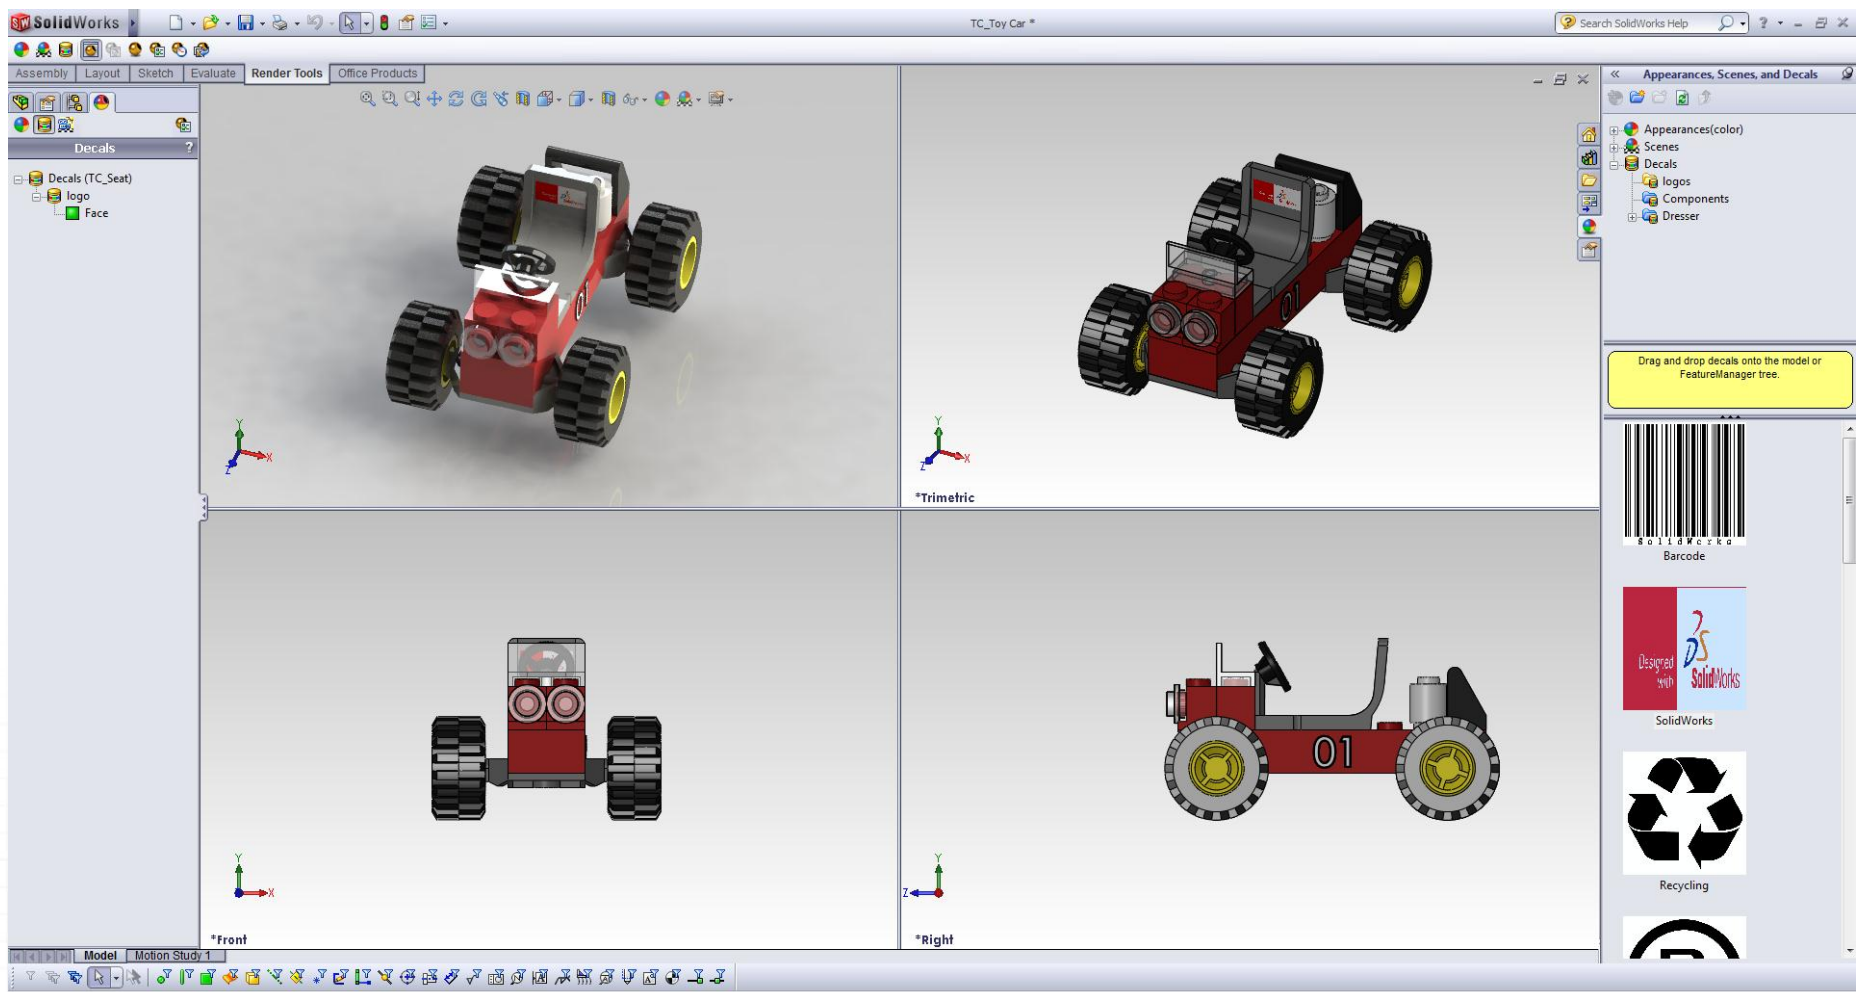 SolidWorks
TC_Toy Car *
Search SolidWorks Help
?
Assembly
Layout
Sketch
Evaluate
Render Tools
Office Products
Decals
?
Decals (TC_Seat)
logo
Face
01
Y
X
Z
01
Y
X
Z
*Trimetric
Y
X
*Front
01
Y
Z
*Right
Appearances, Scenes, and Decals
Appearances(color)
Scenes
Decals
logos
Components
Dresser
Drag and drop decals onto the model or
FeatureManager tree.
SolidWorks
Barcode
Designed
with
DS
SolidWorks
SolidWorks
Recycling
Model
Motion Study 1